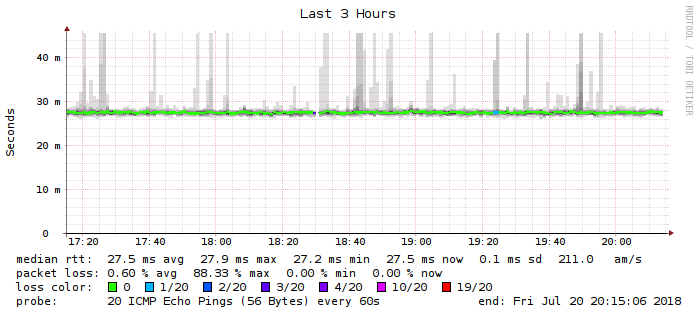 Last 3 Hours
RRDTOOL / TOBI OETIKER
Seconds
40 m
30 m
20 m
10 m
0
17:20 17:40 18:00 18:20 18:40 19:00 19:20 19:40 20:00
median rtt: 27.5 ms avg 27.9 ms max 27.2 ms min 27.5 ms now 0.1 ms sd 211.0 am/s
packet loss: 0.60 % avg 88.33 % max 0.00 % min 0.00 % now
loss color: 0 1/20 2/20 3/20 4/20 10/20 19/20
probe: 20 ICMP Echo Pings (56 Bytes) every 60s end: Fri Jul 20 20:15:06 2018